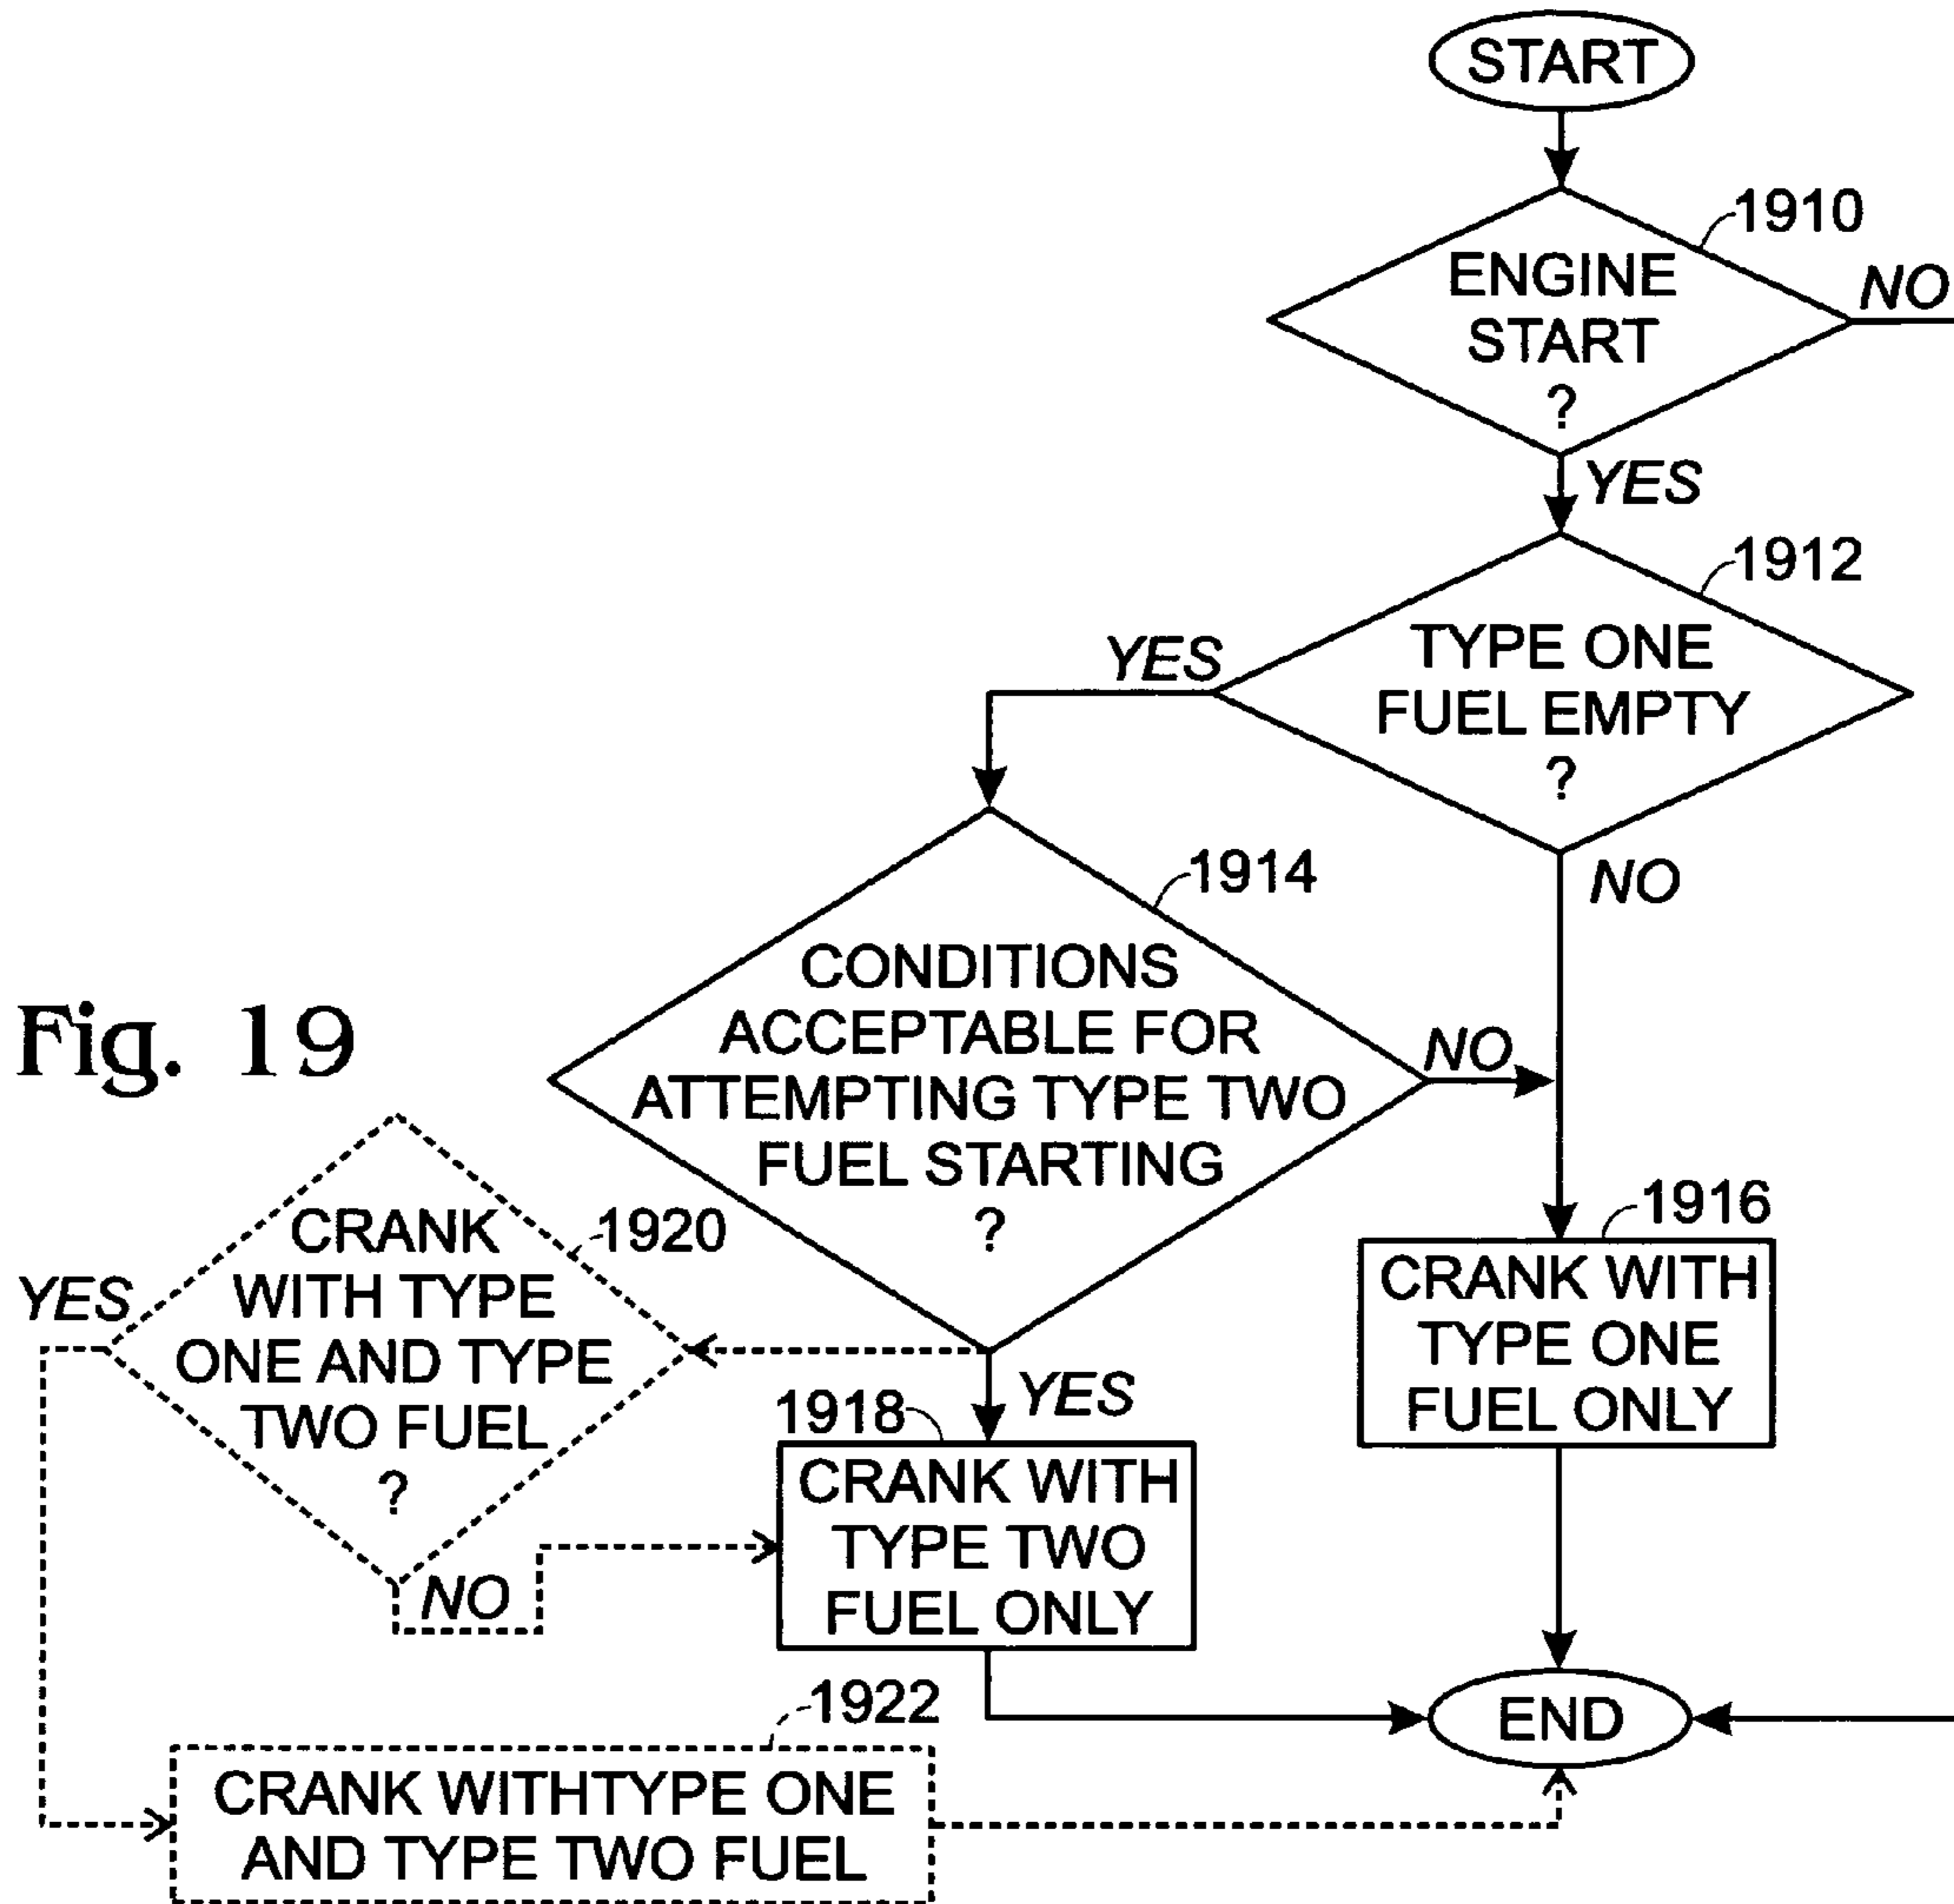 START
1910
ENGINE
START
?
NO
YES
1912
TYPE ONE
FUEL EMPTY
?
YES
NO
1914
CONDITIONS
ACCEPTABLE FOR
ATTEMPTING TYPE TWO
FUEL STARTING
?
NO
YES
Fig. 19
1920
CRANK
WITH TYPE
ONE AND TYPE
TWO FUEL
?
YES
NO
1916
CRANK WITH
TYPE ONE
FUEL ONLY
1918
CRANK WITH
TYPE TWO
FUEL ONLY
1922
CRANK WITHTYPE ONE
AND TYPE TWO FUEL
END